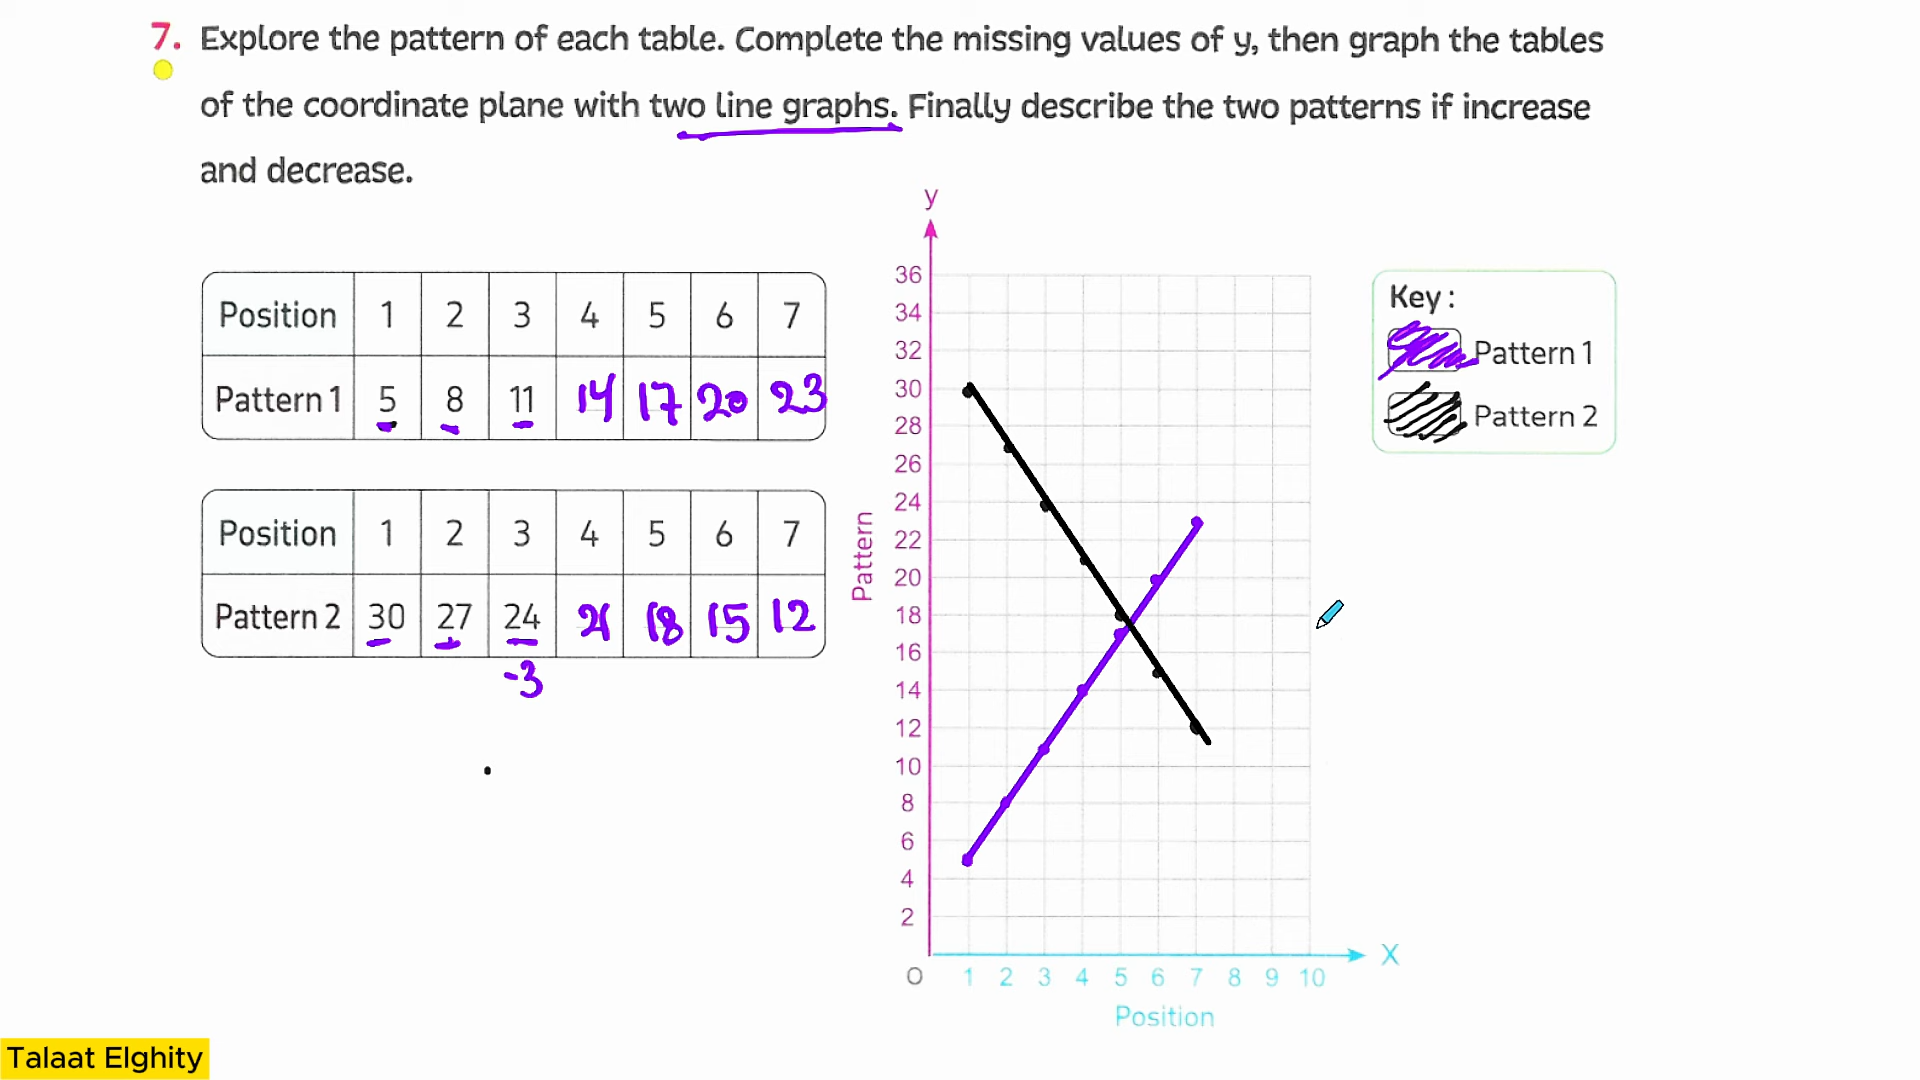 7. Explore the pattern of each table. Complete the missing values of y, then graph the tables
of the coordinate plane with two line graphs. Finally describe the two patterns if increase
and decrease.
Position 1 2 3 4 5 6 7
Pattern 1 5 8 11 14 17 20 23
Position 1 2 3 4 5 6 7
Pattern 2 30 27 24 21 18 15 12
-3
y
36
34
32
30
28
26
24
22
20
18
16
14
12
10
8
6
4
2
Pattern
O 1 2 3 4 5 6 7 8 9 10
X
Position
Key :
Pattern 1
Pattern 2
Talaat Elghity